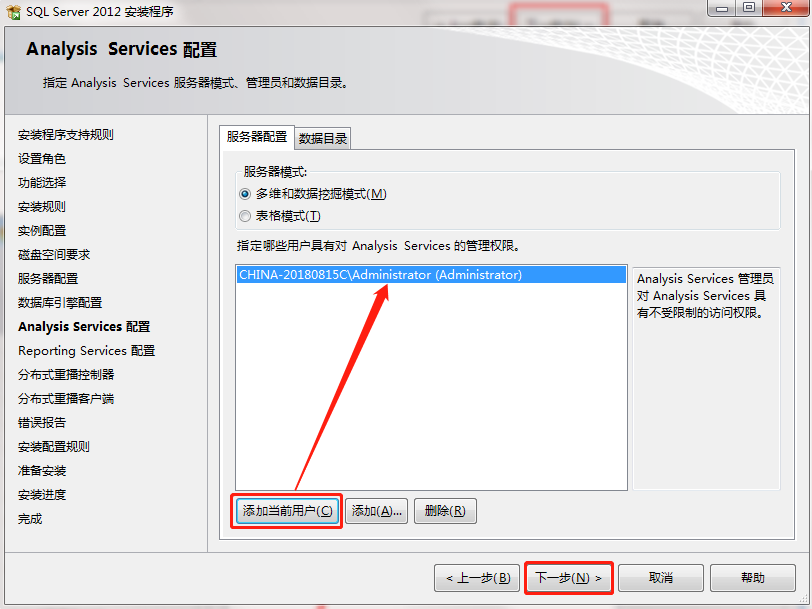 SQL Server 2012 安装程序
Analysis Services 配置
指定 Analysis Services 服务器模式、管理员和数据目录。
安装程序支持规则
设置角色
功能选择
安装规则
实例配置
磁盘空间要求
服务器配置
数据库引擎配置
Analysis Services 配置
Reporting Services 配置
分布式重播控制器
分布式重播客户端
错误报告
安装配置规则
准备安装
安装进度
完成
服务器配置 数据目录
服务器模式:
多维和数据挖掘模式(M)
表格模式(T)
指定哪些用户具有对 Analysis Services 的管理权限。
CHINA-20180815C\Administrator (Administrator)
Analysis Services 管理员
对 Analysis Services 具
有不受限制的访问权限。
添加当前用户(C) 添加(A)... 删除(R)
< 上一步(B) 下一步(N) > 取消 帮助